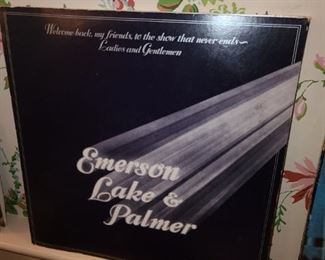 Welcome back, my friends, to the show that never ends~
Ladies and Gentlemen
Emerson
Lake &
Palmer